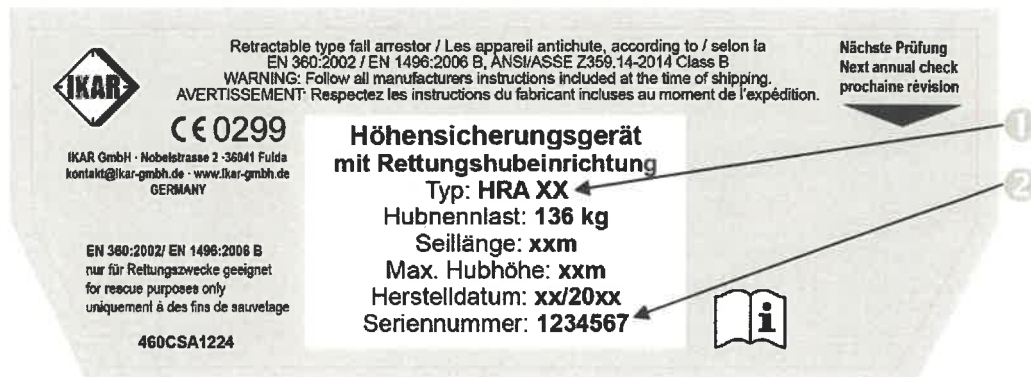 Retractable type fall arrestor / Les appareil antichute, according to / selon la
EN 360:2002 / EN 1496:2006 B, ANSI/ASSE Z359.14-2014 Class B
WARNING: Follow all manufacturers instructions included at the time of shipping.
AVERTISSEMENT: Respectez les instructions du fabricant incluses au moment de l'expédition.
IKAR
CE 0299
IKAR GmbH · Nobelstrasse 2 · 36041 Fulda
kontakt@ikar-gmbh.de · www.ikar-gmbh.de
GERMANY
EN 360:2002/ EN 1496:2006 B
nur für Rettungszwecke geeignet
for rescue purposes only
uniquement à des fins de sauvetage
460CSA1224
Höhensicherungsgerät
mit Rettungshubeinrichtung
Typ: HRA XX
Hubnennlast: 136 kg
Seillänge: xxm
Max. Hubhöhe: xxm
Herstelldatum: xx/20xx
Seriennummer: 1234567
Nächste Prüfung
Next annual check
prochaine révision
1
2
i